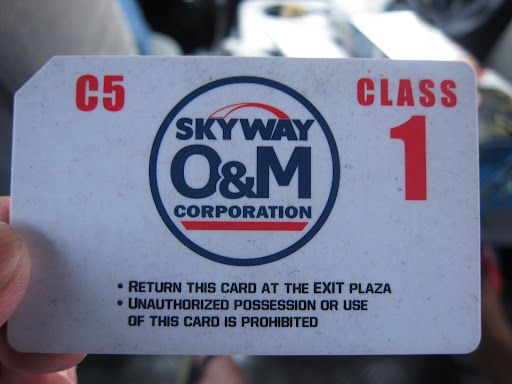 C5
CLASS
1
SKYWAY
O&M
CORPORATION
• RETURN THIS CARD AT THE EXIT PLAZA
• UNAUTHORIZED POSSESSION OR USE
OF THIS CARD IS PROHIBITED